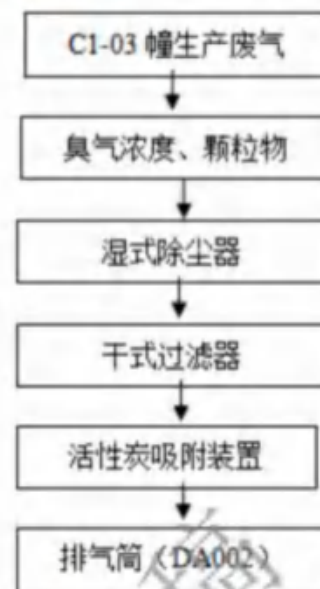 C1-03 幢生产废气
臭气浓度、颗粒物
湿式除尘器
干式过滤器
活性炭吸附装置
排气筒（DA002）